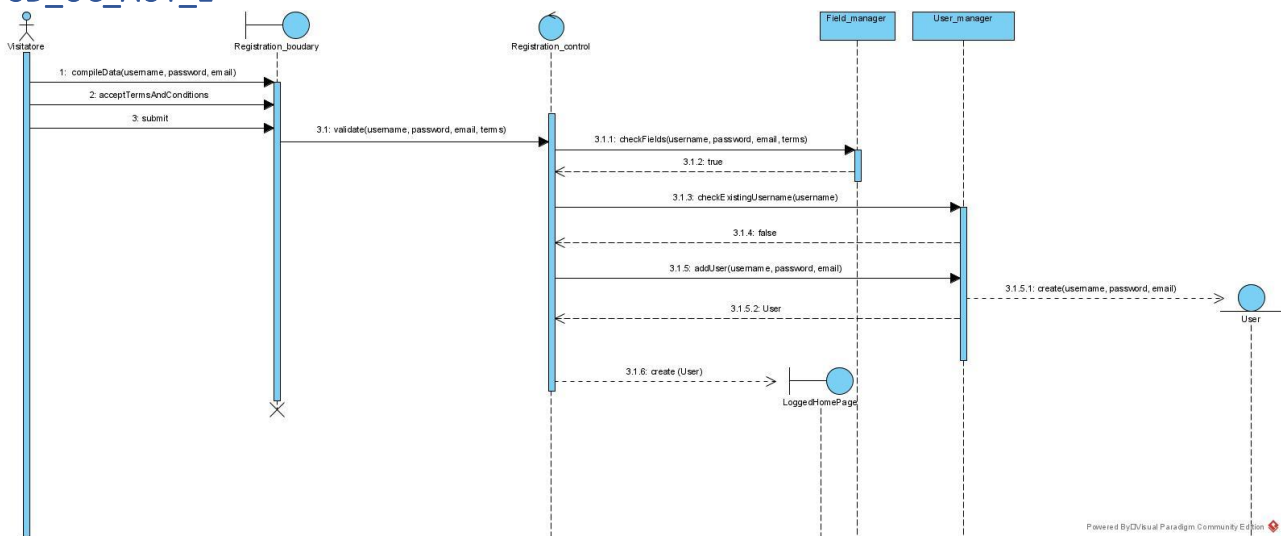 Visitatore
Registration_boudary
Registration_control
Field_manager
User_manager
1: compileData(username, password, email)
2: acceptTermsAndConditions
3: submit
3.1: validate(username, password, email, terms)
3.1.1: checkFields(username, password, email, terms)
3.1.2: true
3.1.3: checkExistingUsername(username)
3.1.4: false
3.1.5: addUser(username, password, email)
3.1.5.1: create(username, password, email)
3.1.5.2: User
User
3.1.6: create (User)
LoggedHomePage
Powered By Visual Paradigm Community Edition